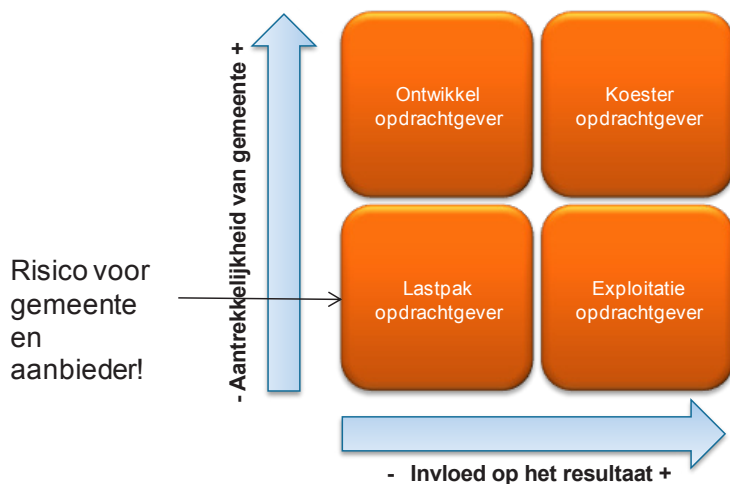 - Aantrekkelijkheid van gemeente +
Ontwikkel
opdrachtgever
Koester
opdrachtgever
Risico voor
gemeente
en
aanbieder!
Lastpak
opdrachtgever
Exploitatie
opdrachtgever
- Invloed op het resultaat +